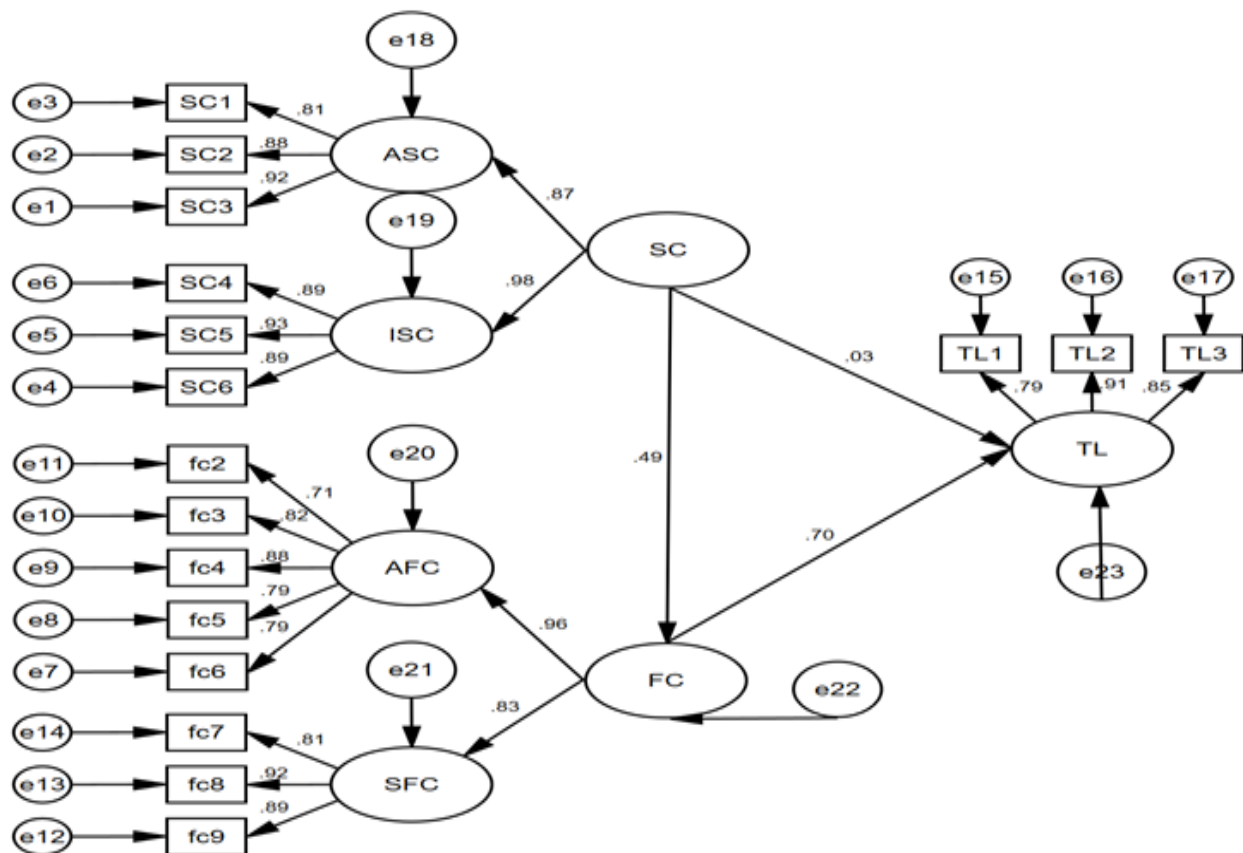 e18
e3 SC1 .81
e2 SC2 .88 ASC
e1 SC3 .92
.87
e19
SC
e6 SC4 .89
.98
e5 SC5 .93 ISC
e4 SC6 .89
e15 e16 e17
TL1 TL2 TL3
.03
.79 .91 .85
TL
.49
e20
e11 fc2 .71
e10 fc3 .82
e9 fc4 .88 AFC
.70
e23
e8 fc5 .79
e7 fc6 .79
.96
e21
FC
e22
.83
e14 fc7 .81
e13 fc8 .92 SFC
e12 fc9 .89